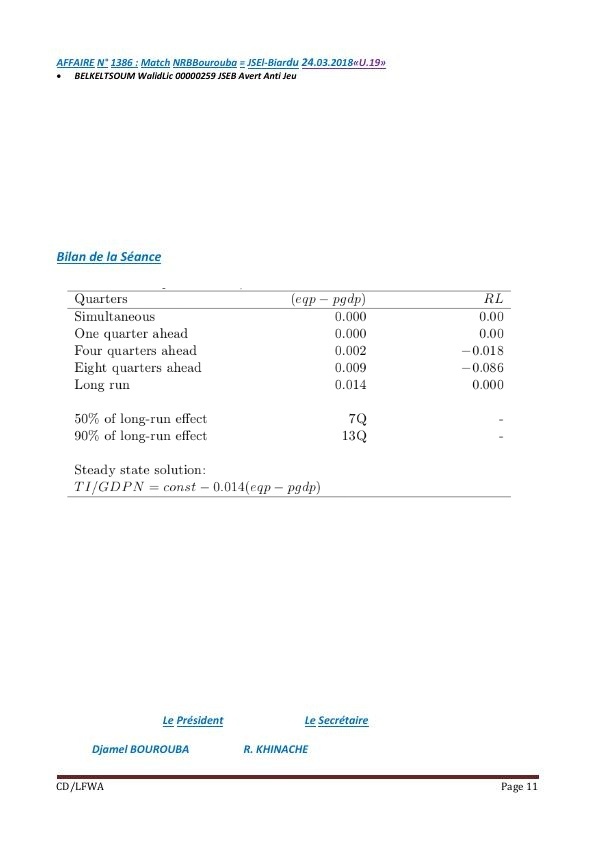 AFFAIRE N° 1386 : Match NRBBourouba = JSEl-Biardu 24.03.2018«U.19»
• BELKELTSOUM WalidLic 00000259 JSEB Avert Anti Jeu
Bilan de la Séance
Quarters (eqp − pgdp) RL
Simultaneous 0.000 0.00
One quarter ahead 0.000 0.00
Four quarters ahead 0.002 −0.018
Eight quarters ahead 0.009 −0.086
Long run 0.014 0.000
50% of long-run effect 7Q -
90% of long-run effect 13Q -
Steady state solution:
TI/GDPN = const − 0.014(eqp − pgdp)
Le Président Le Secrétaire
Djamel BOUROUBA R. KHINACHE
CD/LFWA Page 11